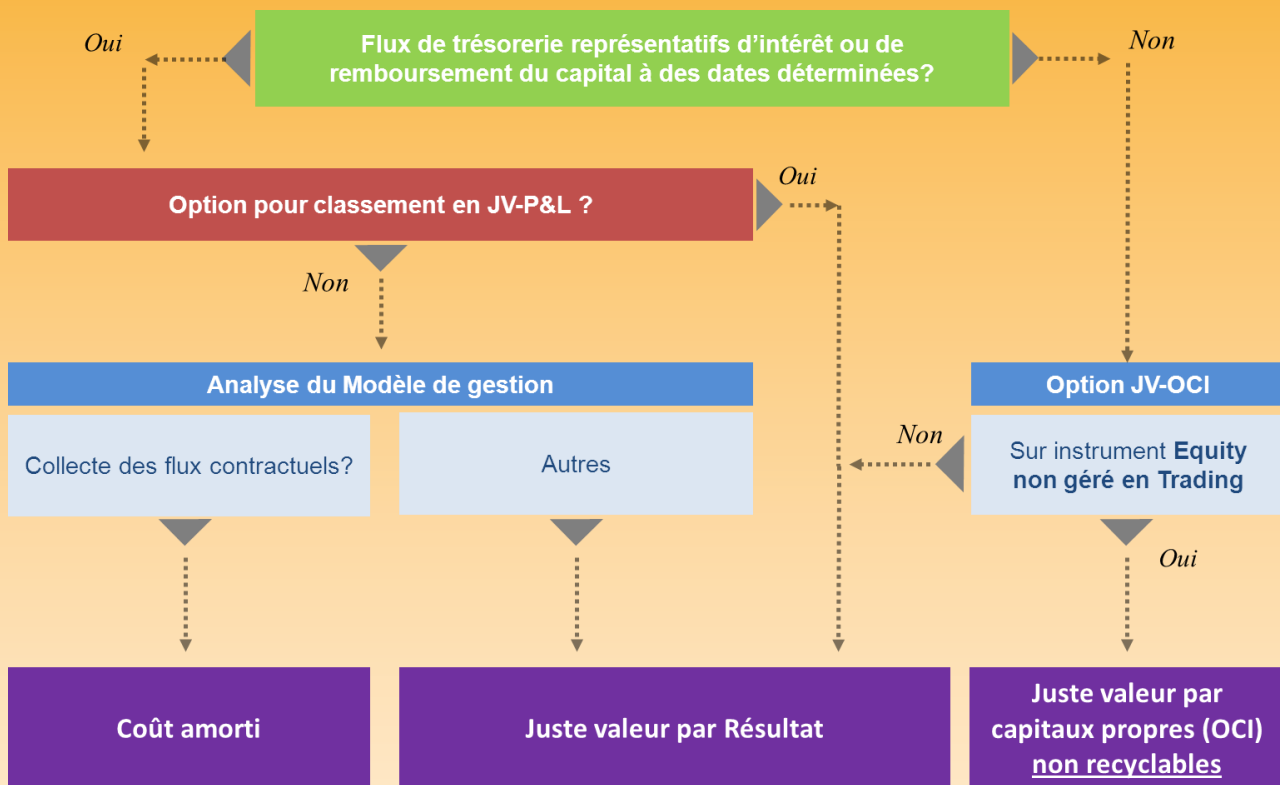 Oui
Flux de trésorerie représentatifs d’intérêt ou de
remboursement du capital à des dates déterminées?
Non
Option pour classement en JV-P&L ?
Oui
Non
Analyse du Modèle de gestion
Option JV-OCI
Collecte des flux contractuels?
Autres
Non
Sur instrument Equity
non géré en Trading
Oui
Coût amorti
Juste valeur par Résultat
Juste valeur par
capitaux propres (OCI)
non recyclables